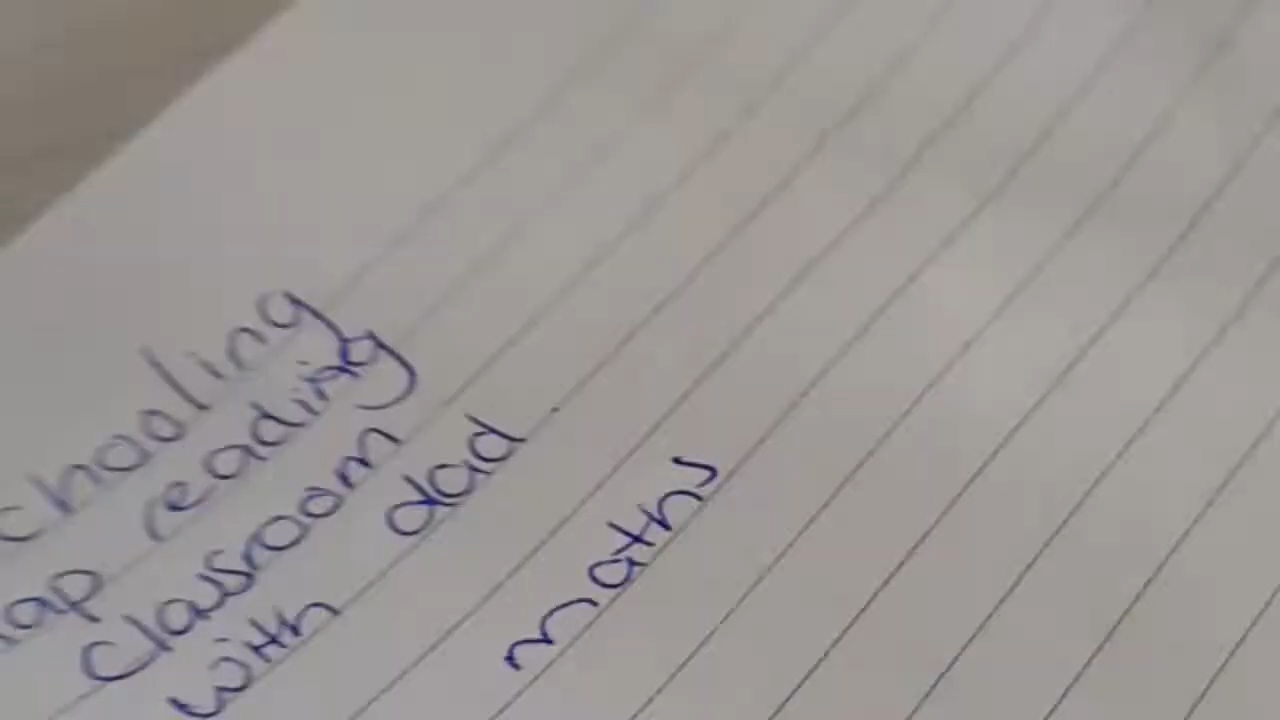 chooling
ap reading
classroom
with dad
maths